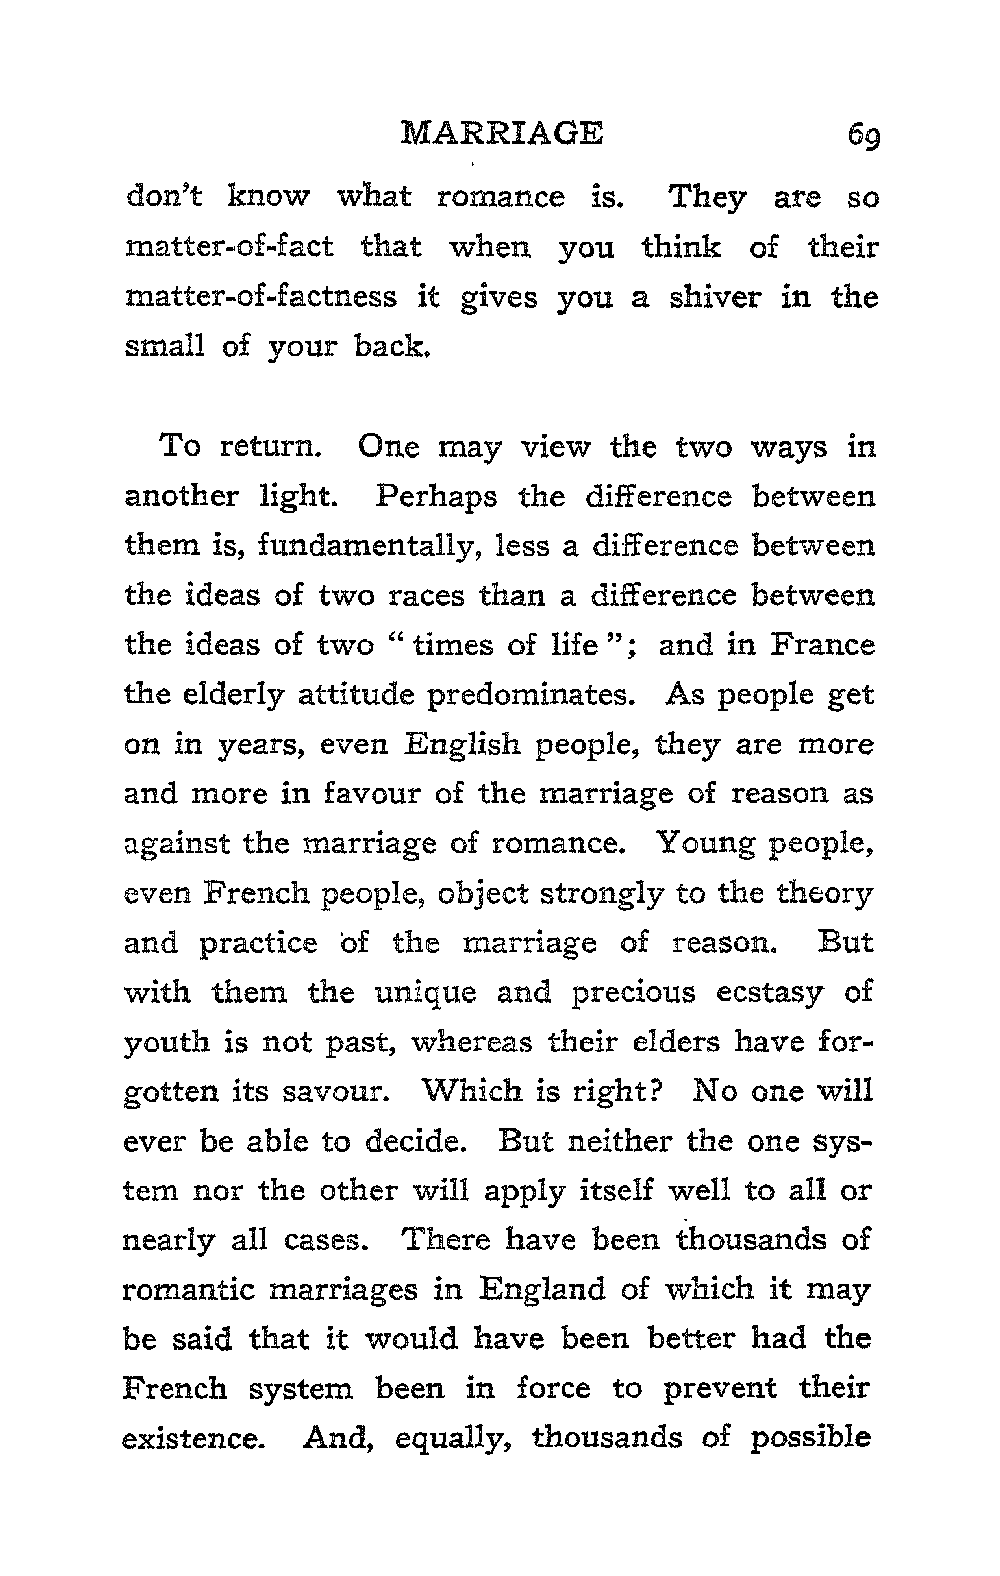 MARRIAGE 69
don't know what romance is. They are so
matter-of-fact that when you think of their
matter-of-factness it gives you a shiver in the
small of your back.
To return. One may view the two ways in
another light. Perhaps the difference between
them is, fundamentally, less a difference between
the ideas of two races than a difference between
the ideas of two “ times of life ”; and in France
the elderly attitude predominates. As people get
on in years, even English people, they are more
and more in favour of the marriage of reason as
against the marriage of romance. Young people,
even French people, object strongly to the theory
and practice of the marriage of reason. But
with them the unique and precious ecstasy of
youth is not past, whereas their elders have for-
gotten its savour. Which is right? No one will
ever be able to decide. But neither the one sys-
tem nor the other will apply itself well to all or
nearly all cases. There have been thousands of
romantic marriages in England of which it may
be said that it would have been better had the
French system been in force to prevent their
existence. And, equally, thousands of possible